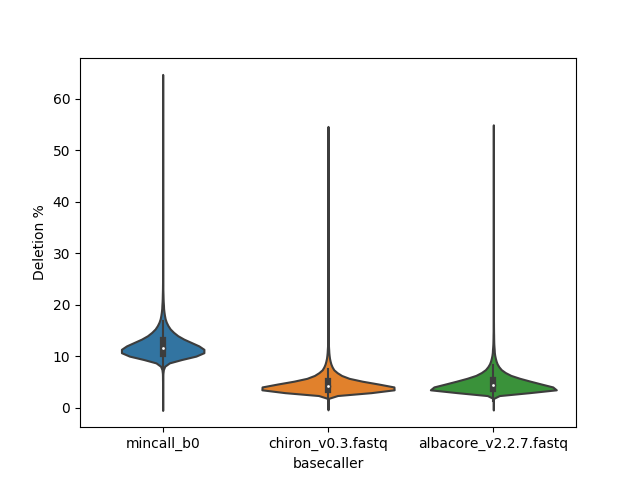 60
50
40
30
20
10
0
Deletion %
mincall_b0 chiron_v0.3.fastq albacore_v2.2.7.fastq
basecaller